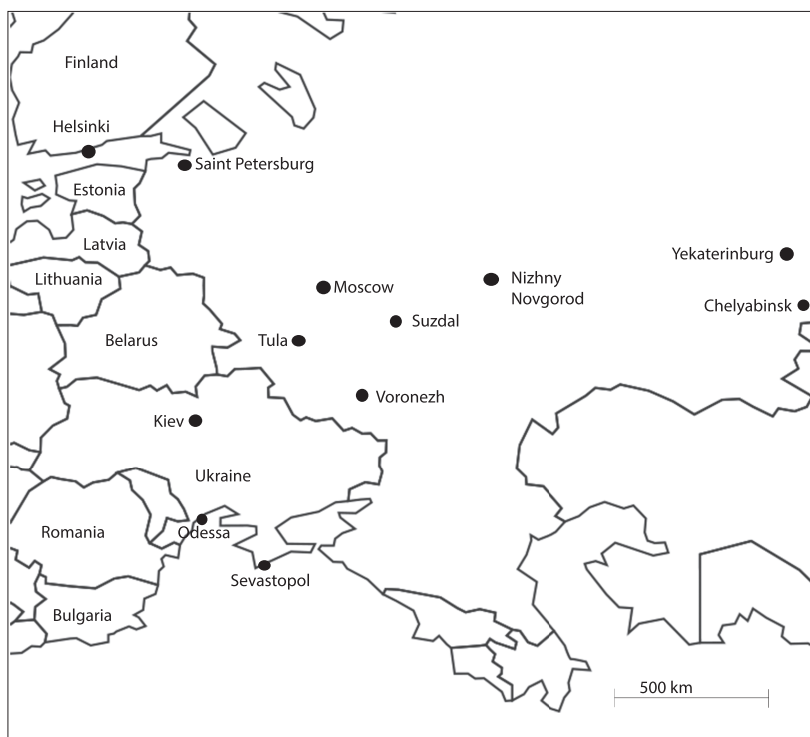 Finland
Helsinki
Saint Petersburg
Estonia
Latvia
Yekaterinburg
Lithuania
Nizhny
Novgorod
Moscow
Chelyabinsk
Suzdal
Belarus
Tula
Voronezh
Kiev
Ukraine
Romania
Odessa
Sevastopol
Bulgaria
500 km